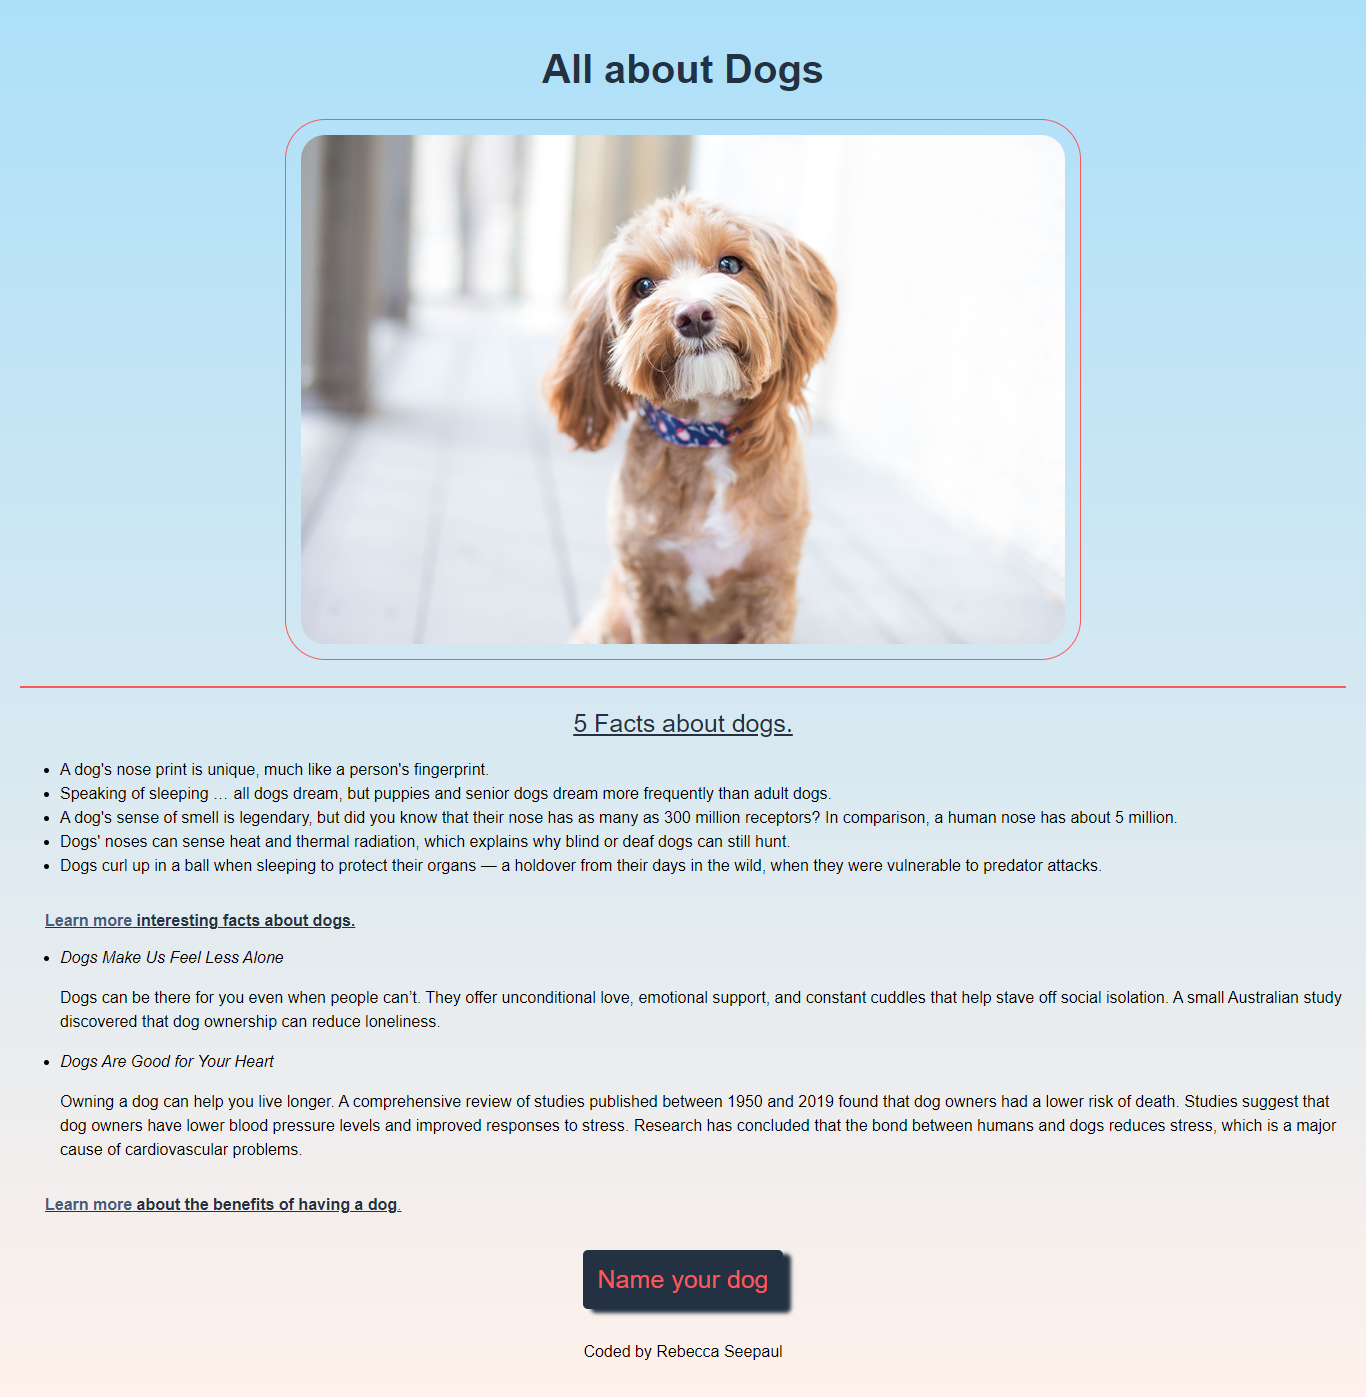 All about Dogs
5 Facts about dogs.
A dog's nose print is unique, much like a person's fingerprint.
Speaking of sleeping … all dogs dream, but puppies and senior dogs dream more frequently than adult dogs.
A dog's sense of smell is legendary, but did you know that their nose has as many as 300 million receptors? In comparison, a human nose has about 5 million.
Dogs' noses can sense heat and thermal radiation, which explains why blind or deaf dogs can still hunt.
Dogs curl up in a ball when sleeping to protect their organs — a holdover from their days in the wild, when they were vulnerable to predator attacks.
Learn more interesting facts about dogs.
Dogs Make Us Feel Less Alone
Dogs can be there for you even when people can’t. They offer unconditional love, emotional support, and constant cuddles that help stave off social isolation. A small Australian study
discovered that dog ownership can reduce loneliness.
Dogs Are Good for Your Heart
Owning a dog can help you live longer. A comprehensive review of studies published between 1950 and 2019 found that dog owners had a lower risk of death. Studies suggest that
dog owners have lower blood pressure levels and improved responses to stress. Research has concluded that the bond between humans and dogs reduces stress, which is a major
cause of cardiovascular problems.
Learn more about the benefits of having a dog.
Name your dog
Coded by Rebecca Seepaul